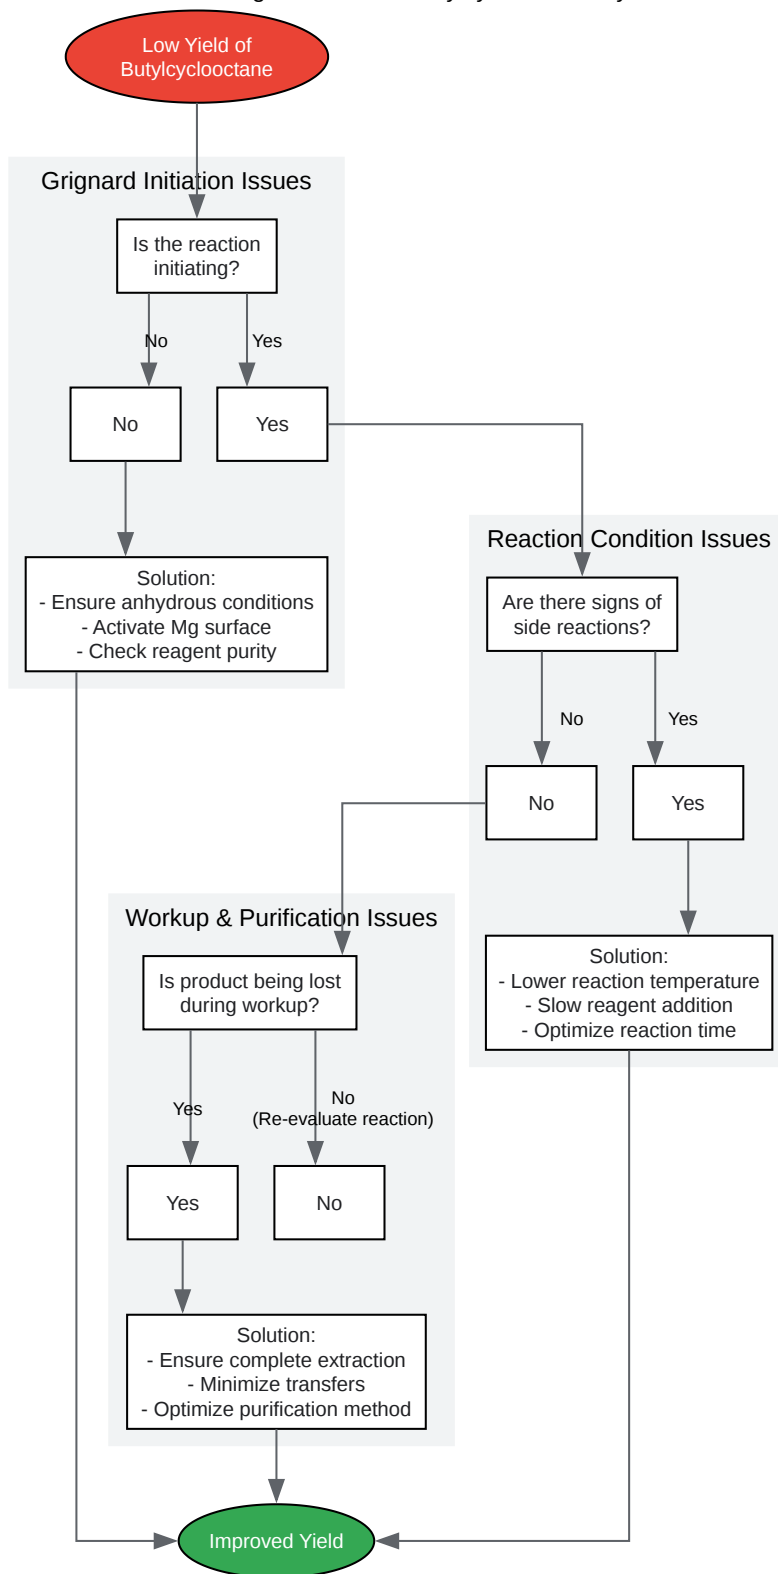 Low Yield of
Butylcyclooctane
Grignard Initiation Issues
Is the reaction
initiating?
No
Yes
No
Yes
Solution:
- Ensure anhydrous conditions
- Activate Mg surface
- Check reagent purity
Reaction Condition Issues
Are there signs of
side reactions?
No
Yes
No
Yes
Solution:
- Lower reaction temperature
- Slow reagent addition
- Optimize reaction time
Workup & Purification Issues
Is product being lost
during workup?
Yes
No
(Re-evaluate reaction)
Yes
No
Solution:
- Ensure complete extraction
- Minimize transfers
- Optimize purification method
Improved Yield